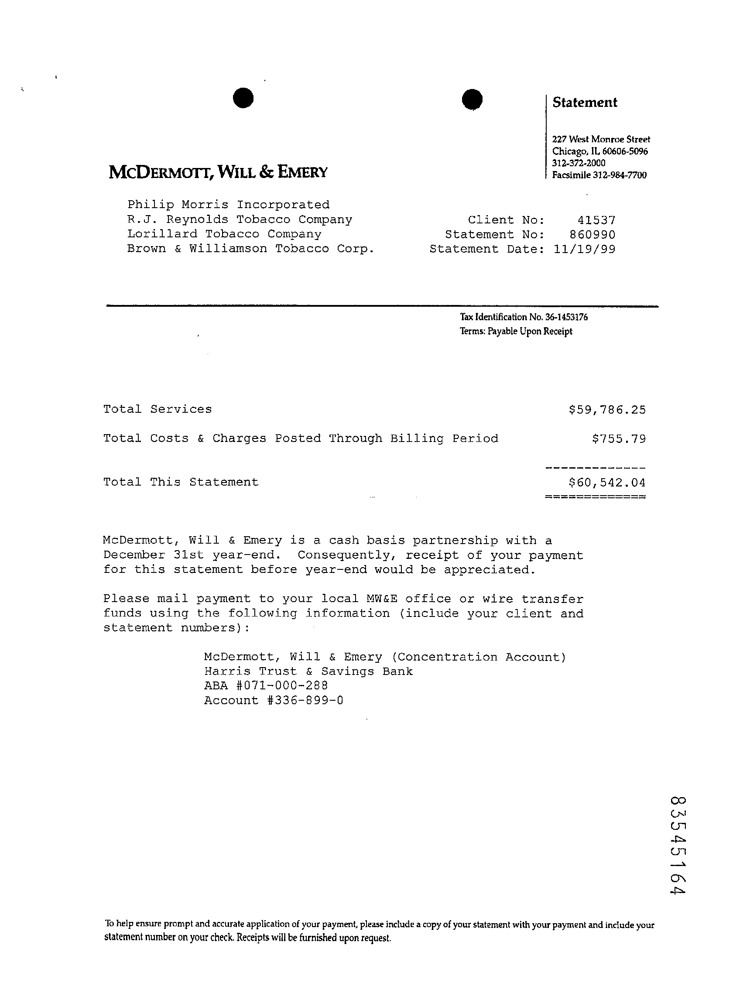 Statement
227 West Monroe Street
Chicago, IL 60606-5096
312-372-2000
Facsimile 312-984-7700
MCDERMOTT, WILL & EMERY
Philip Morris Incorporated
R.J. Reynolds Tobacco Company
Lorillard Tobacco Company
Brown & Williamson Tobacco Corp.
Client No: 41537
Statement No: 860990
Statement Date: 11/19/99
Tax Identification No. 36-1453176
Terms: Payable Upon Receipt
Total Services $59,786.25
Total Costs & Charges Posted Through Billing Period $755.79
-------------
Total This Statement $60,542.04
=============
McDermott, Will & Emery is a cash basis partnership with a
December 31st year-end. Consequently, receipt of your payment
for this statement before year-end would be appreciated.
Please mail payment to your local MW&E office or wire transfer
funds using the following information (include your client and
statement numbers):
McDermott, Will & Emery (Concentration Account)
Harris Trust & Savings Bank
ABA #071-000-288
Account #336-899-0
83545164
To help ensure prompt and accurate application of your payment, please include a copy of your statement with your payment and include your
statement number on your check. Receipts will be furnished upon request.